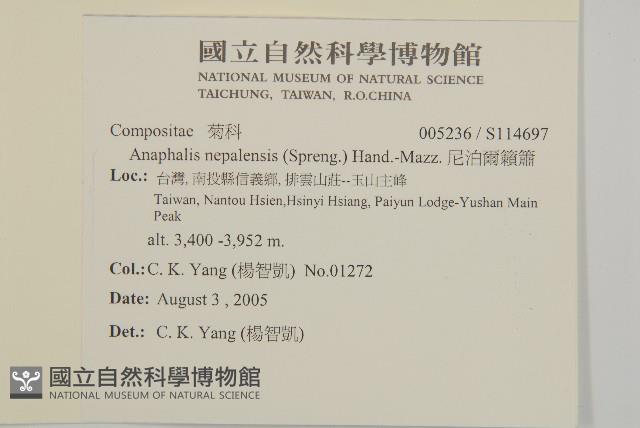 國立自然科學博物館
NATIONAL MUSEUM OF NATURAL SCIENCE
TAICHUNG, TAIWAN, R.O.CHINA
Compositae 菊科 005236 / S114697
Anaphalis nepalensis (Spreng.) Hand.-Mazz. 尼泊爾籟簫
Loc.: 台灣, 南投縣信義鄉, 排雲山莊--玉山主峰
Taiwan, Nantou Hsien,Hsinyi Hsiang, Paiyun Lodge-Yushan Main
Peak
alt. 3,400 -3,952 m.
Col.: C. K. Yang (楊智凱) No.01272
Date: August 3 , 2005
Det.: C. K. Yang (楊智凱)
國立自然科學博物館
NATIONAL MUSEUM OF NATURAL SCIENCE